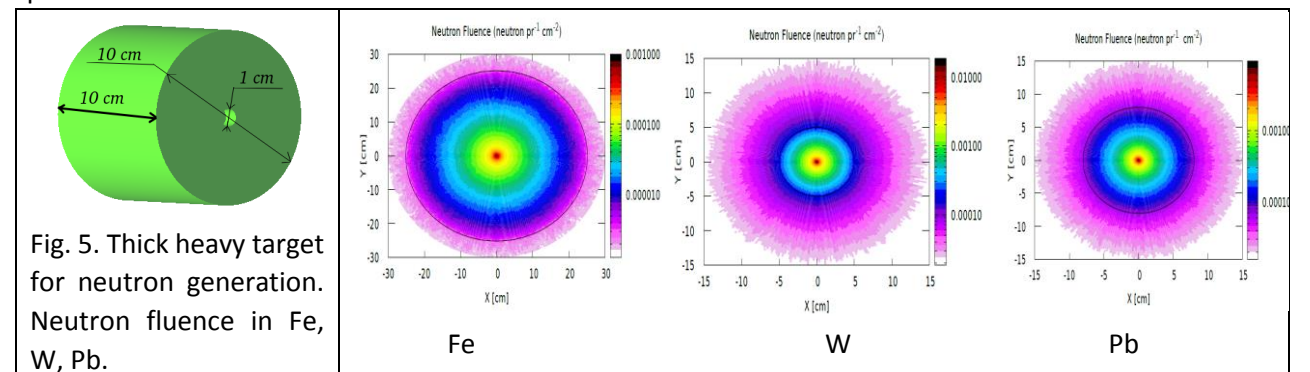 10 cm
1 cm
10 cm
Fig. 5. Thick heavy target
for neutron generation.
Neutron fluence in Fe,
W, Pb.
Neutron Fluence (neutron pr⁻¹ cm⁻²)
30
20
10
0
-10
-20
-30
Y [cm]
-30 -20 -10 0 10 20 30
X [cm]
0.001000
0.000100
0.000010
Fe
Neutron Fluence (neutron pr⁻¹ cm⁻²)
15
10
5
0
-5
-10
-15
Y [cm]
-15 -10 -5 0 5 10 15
X [cm]
0.01000
0.00100
0.00010
W
Neutron Fluence (neutron pr⁻¹ cm⁻²)
15
10
5
0
-5
-10
-15
Y [cm]
-15 -10 -5 0 5 10 15
X [cm]
0.00100
0.00010
Pb